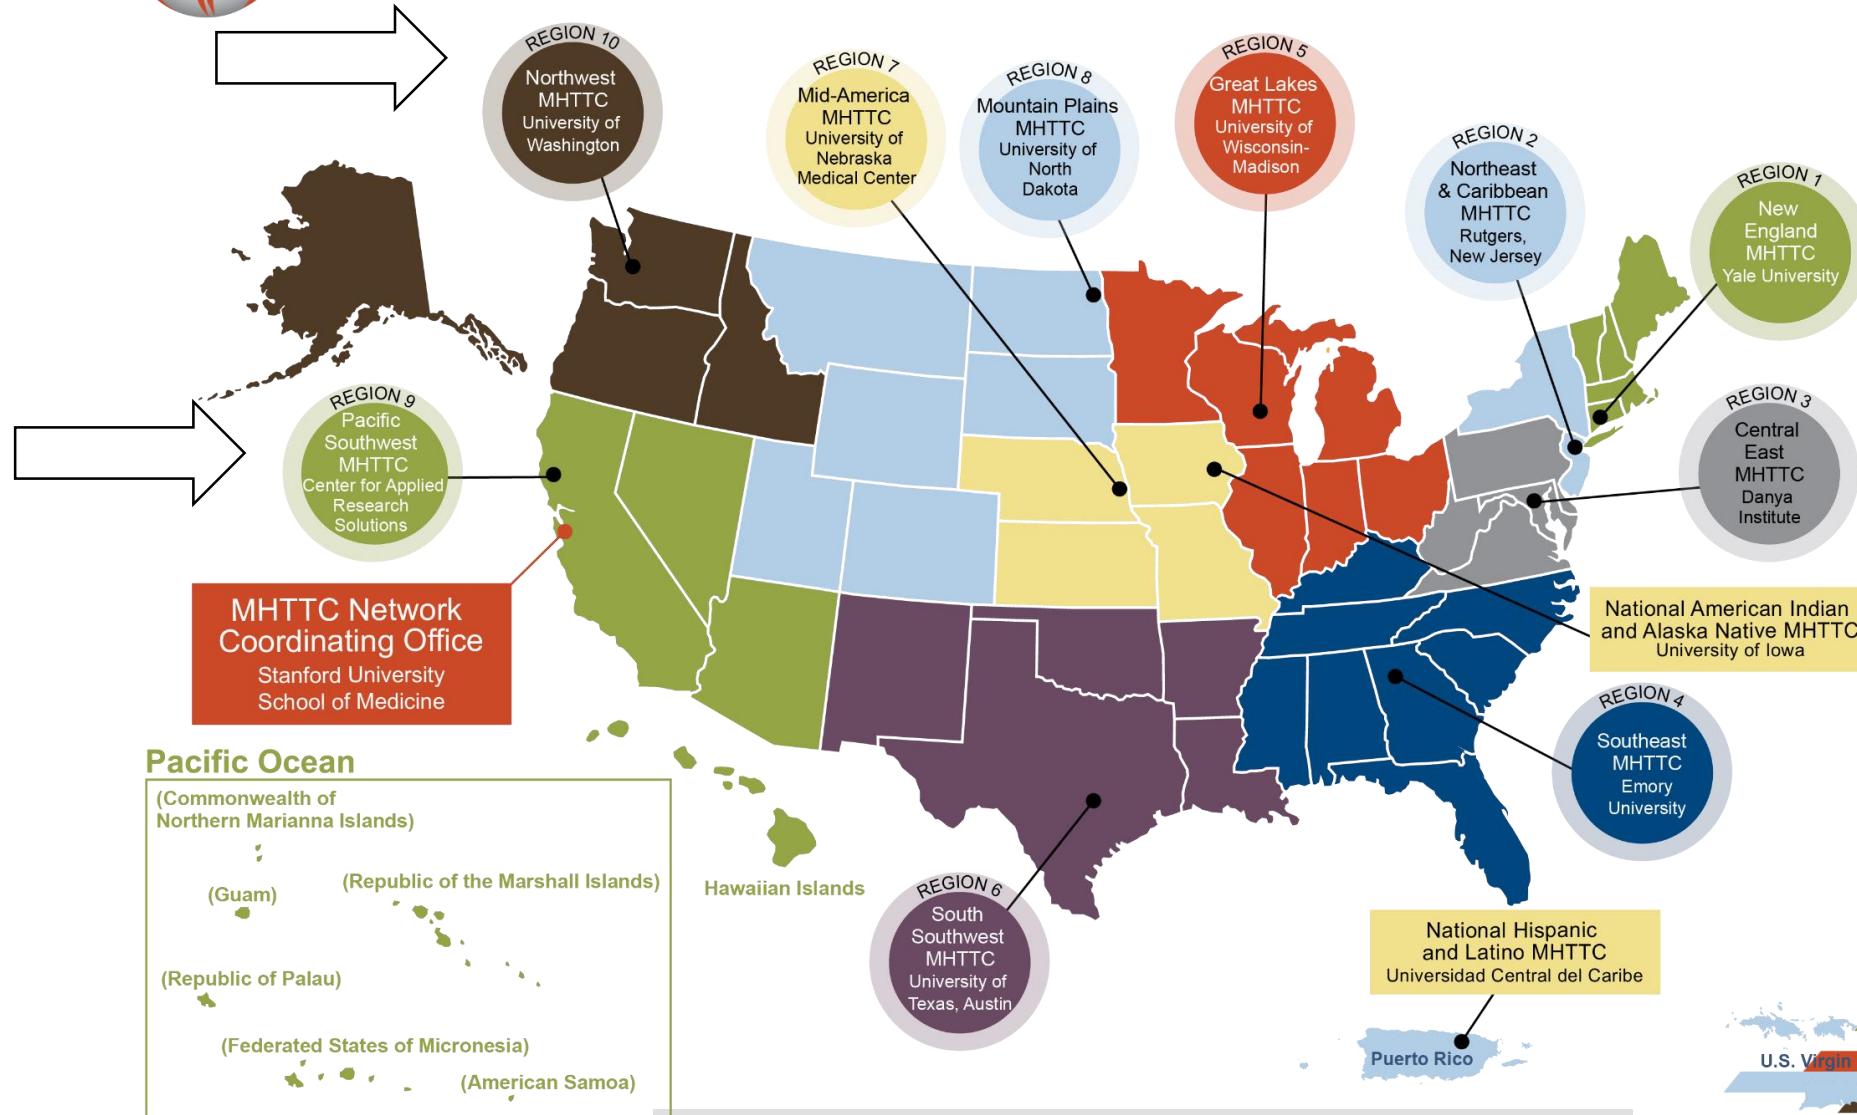 REGION 10
Northwest
MHTTC
University of
Washington
REGION 7
Mid-America
MHTTC
University of
Nebraska
Medical Center
REGION 8
Mountain Plains
MHTTC
University of
North
Dakota
REGION 5
Great Lakes
MHTTC
University of
Wisconsin-
Madison
REGION 2
Northeast
& Caribbean
MHTTC
Rutgers,
New Jersey
REGION 1
New
England
MHTTC
Yale University
REGION 9
Pacific
Southwest
MHTTC
Center for Applied
Research
Solutions
REGION 3
Central
East
MHTTC
Danya
Institute
MHTTC Network
Coordinating Office
Stanford University
School of Medicine
National American Indian
and Alaska Native MHTTC
University of Iowa
REGION 4
Southeast
MHTTC
Emory
University
Pacific Ocean
(Commonwealth of
Northern Marianna Islands)
(Guam)
(Republic of the Marshall Islands)
(Republic of Palau)
(Federated States of Micronesia)
(American Samoa)
Hawaiian Islands
REGION 6
South
Southwest
MHTTC
University of
Texas, Austin
National Hispanic
and Latino MHTTC
Universidad Central del Caribe
Puerto Rico
U.S. Virgin